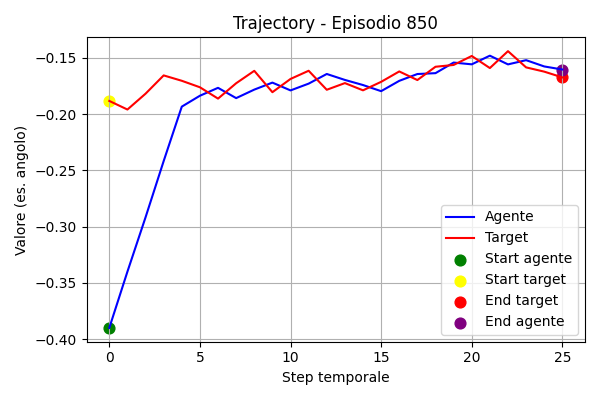 Trajectory - Episodio 850
Valore (es. angolo)
−0.15
−0.20
−0.25
−0.30
−0.35
−0.40
0
5
10
15
20
25
Step temporale
Agente
Target
Start agente
Start target
End target
End agente